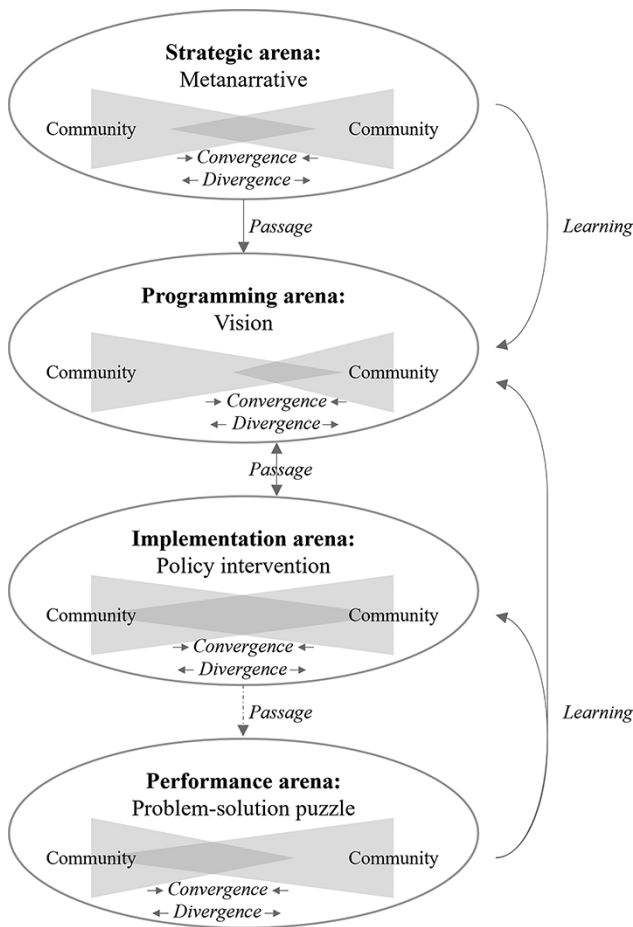 Strategic arena:
Metanarrative
Community Community
Convergence
Divergence
Passage
Learning
Programming arena:
Vision
Community Community
Convergence
Divergence
Passage
Implementation arena:
Policy intervention
Community Community
Convergence
Divergence
Passage
Learning
Performance arena:
Problem-solution puzzle
Community Community
Convergence
Divergence